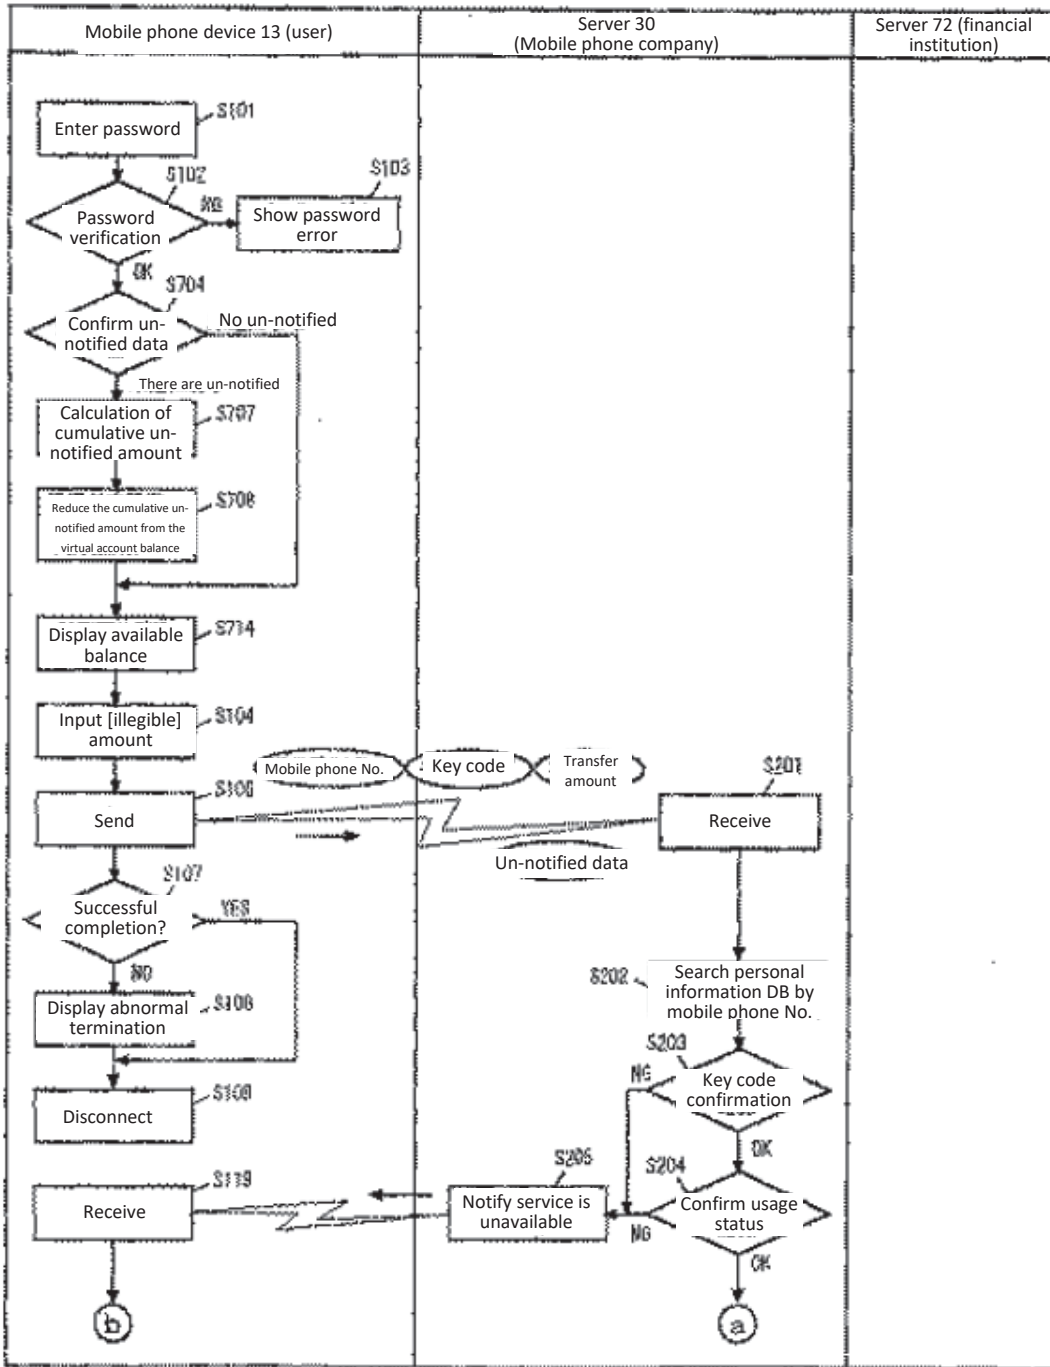 Mobile phone device 13 (user)
Server 30
(Mobile phone company)
Server 72 (financial
institution)
S101
Enter password
S102
S103
Password
verification
NG
Show password
error
OK
S704
Confirm un-
notified data
No un-notified
There are un-notified
S707
Calculation of
cumulative un-
notified amount
S708
Reduce the cumulative un-
notified amount from the
virtual account balance
S714
Display available
balance
S104
Input [illegible]
amount
Mobile phone No.
Key code
Transfer
amount
S106
Send
S201
Receive
Un-notified data
S107
Successful
completion?
YES
NO
S108
Display abnormal
termination
S202
Search personal
information DB by
mobile phone No.
S203
Key code
confirmation
NG
OK
S109
Disconnect
S204
Confirm usage
status
NG
OK
S205
Notify service is
unavailable
S119
Receive
b
a